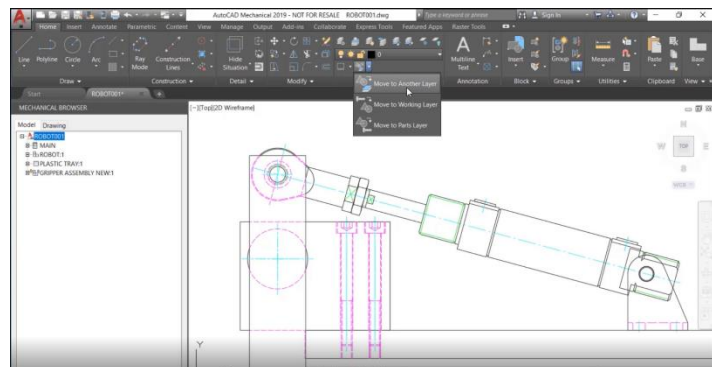 AutoCAD Mechanical 2019 - NOT FOR RESALE ROBOT001.dwg
Type a keyword or phrase
Sign In
Home Insert Annotate Parametric Content View Manage Output Add-ins Collaborate Express Tools Featured Apps Raster Tools
Line Polyline Circle Arc
Ray Mode
Construction Lines
Hide Situation
0
Multiline Text
Insert
Group
Measure
Paste
Base
Draw Construction Detail Modify Annotation Block Groups Utilities Clipboard View
Move to Another Layer
Move to Working Layer
Move to Parts Layer
Start ROBOT001*
MECHANICAL BROWSER
[-][Top][2D Wireframe]
Model Drawing
ROBOT001
MAIN
ROBOT:1
PLASTIC TRAY:1
GRIPPER ASSEMBLY NEW:1
W TOP E
S
Y